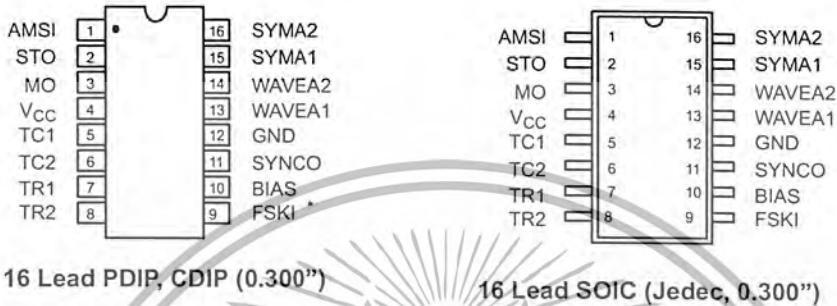 AMSI 1 16 SYMA2
STO 2 15 SYMA1
MO 3 14 WAVEA2
VCC 4 13 WAVEA1
TC1 5 12 GND
TC2 6 11 SYNCO
TR1 7 10 BIAS
TR2 8 9 FSKI *
16 Lead PDIP, CDIP (0.300")
AMSI 1 16 SYMA2
STO 2 15 SYMA1
MO 3 14 WAVEA2
VCC 4 13 WAVEA1
TC1 5 12 GND
TC2 6 11 SYNCO
TR1 7 10 BIAS
TR2 8 9 FSKI
16 Lead SOIC (Jedec, 0.300")